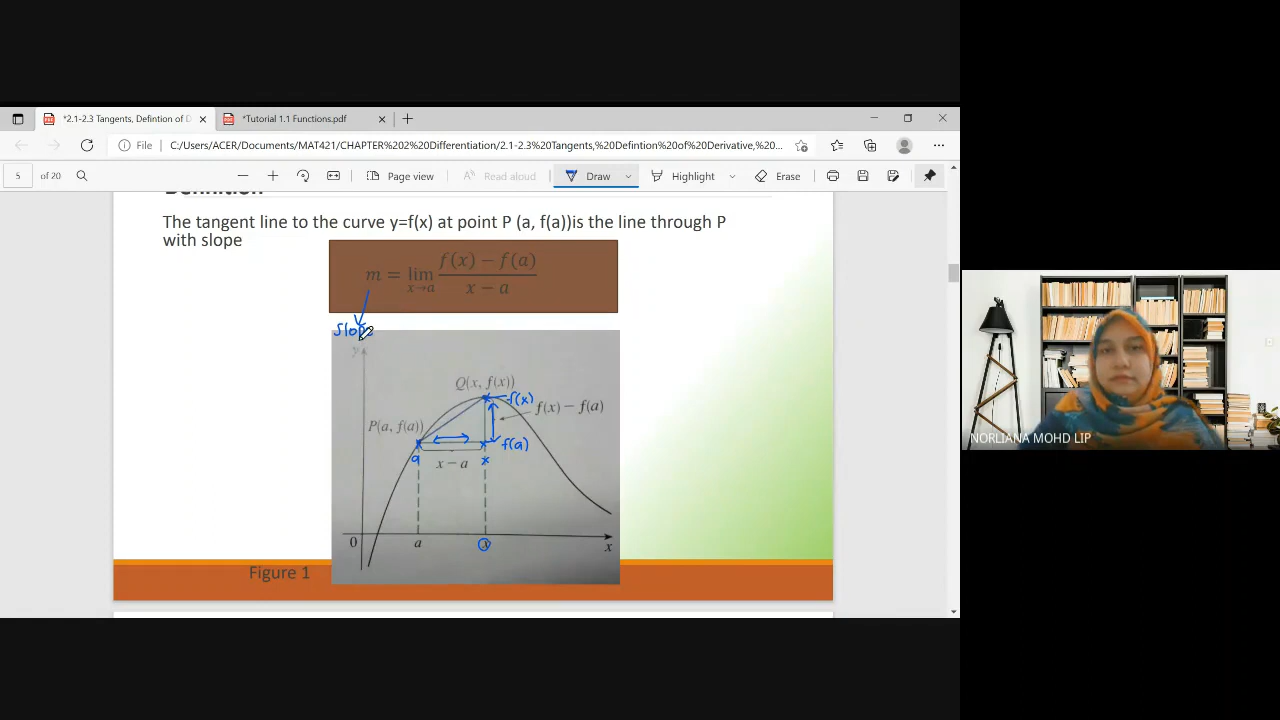 *2.1-2.3 Tangents, Defintion of D
*Tutorial 1.1 Functions.pdf
File
C:/Users/ACER/Documents/MAT421/CHAPTER%202%20Differentiation/2.1-2.3%20Tangents,%20Defintion%20of%20Derivative,%20...
5 of 20
Page view
Read aloud
Draw
Highlight
Erase
Definition
The tangent line to the curve y=f(x) at point P (a, f(a))is the line through P
with slope
m = lim x→a f(x) − f(a) / x − a
slope
y
Q(x, f(x))
f(x)
f(x) − f(a)
P(a, f(a))
f(a)
a
x
x − a
0
a
x
x
Figure 1
NORLIANA MOHD LIP